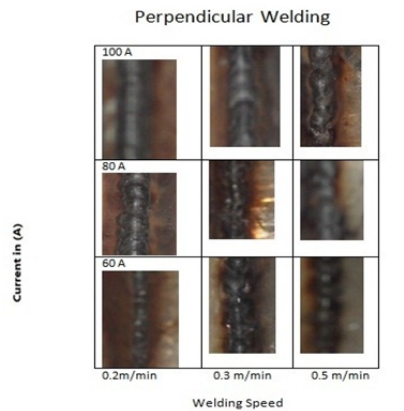 Perpendicular Welding
100 A
80 A
60 A
Current in (A)
0.2m/min
0.3 m/min
0.5 m/min
Welding Speed